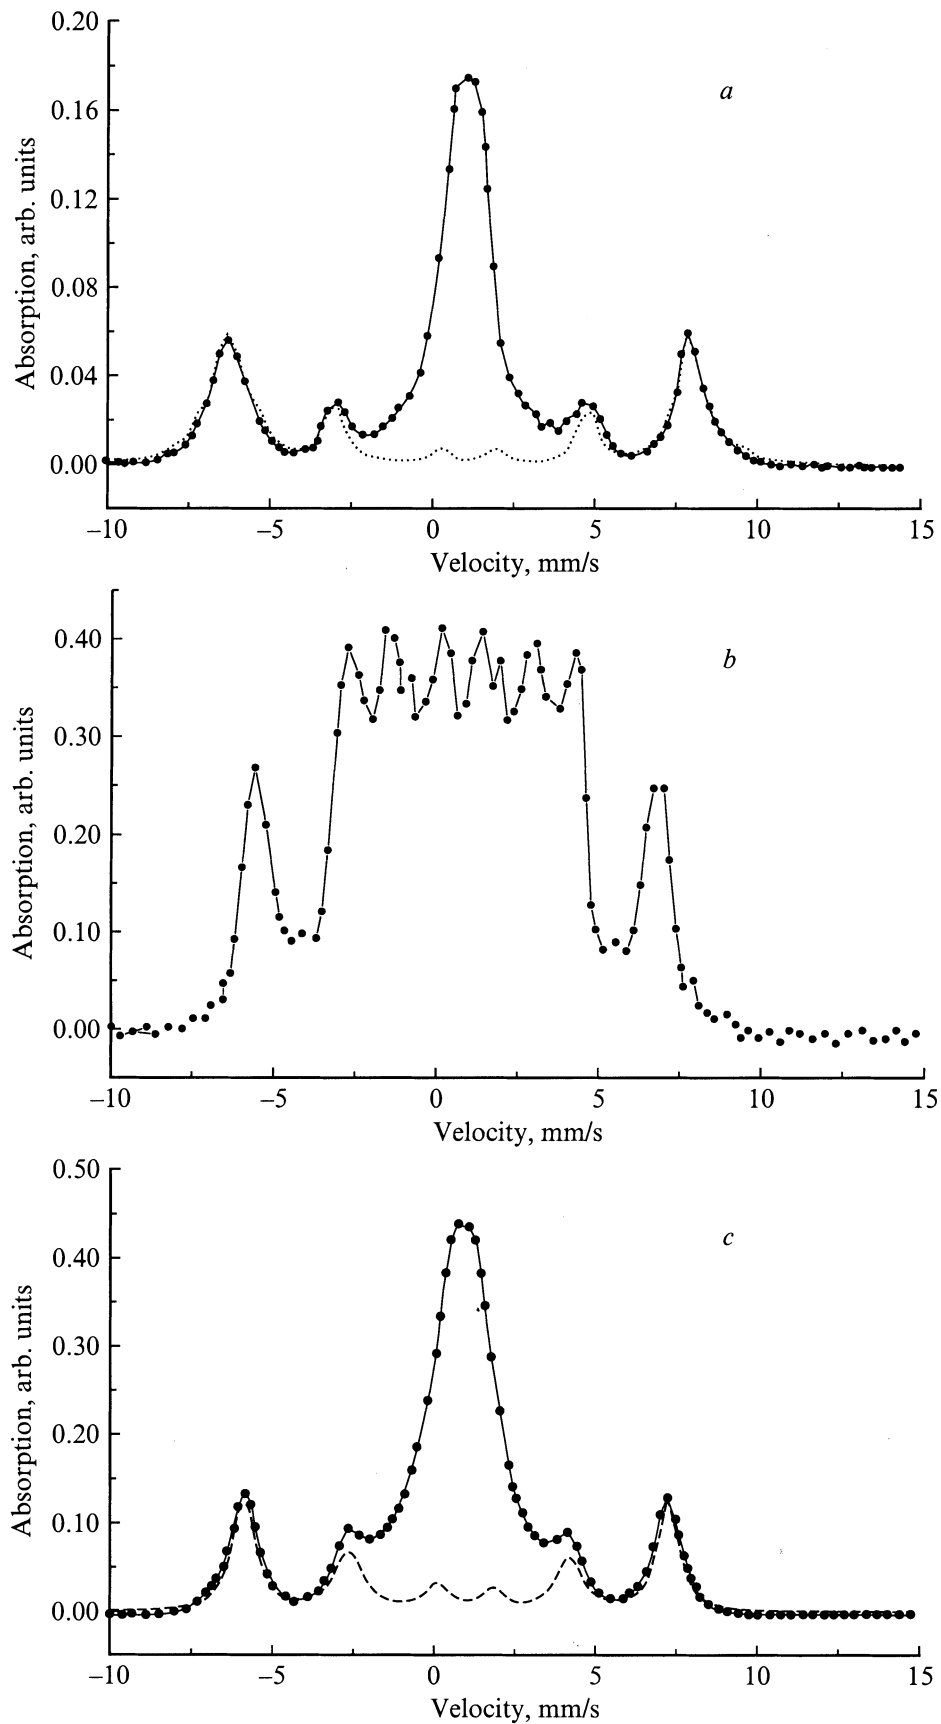 0.20
a
0.16
0.12
0.08
0.04
0.00
Absorption, arb. units
–10 –5 0 5 10 15
Velocity, mm/s
0.40
b
0.30
0.20
0.10
0.00
Absorption, arb. units
–10 –5 0 5 10 15
Velocity, mm/s
0.50
c
0.40
0.30
0.20
0.10
0.00
Absorption, arb. units
–10 –5 0 5 10 15
Velocity, mm/s